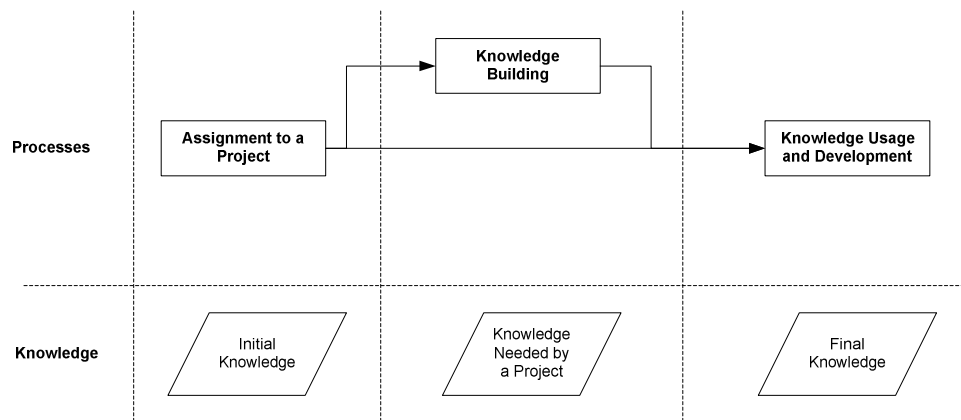 Knowledge
Building
Processes
Assignment to a
Project
Knowledge Usage
and Development
Knowledge
Initial
Knowledge
Knowledge
Needed by
a Project
Final
Knowledge